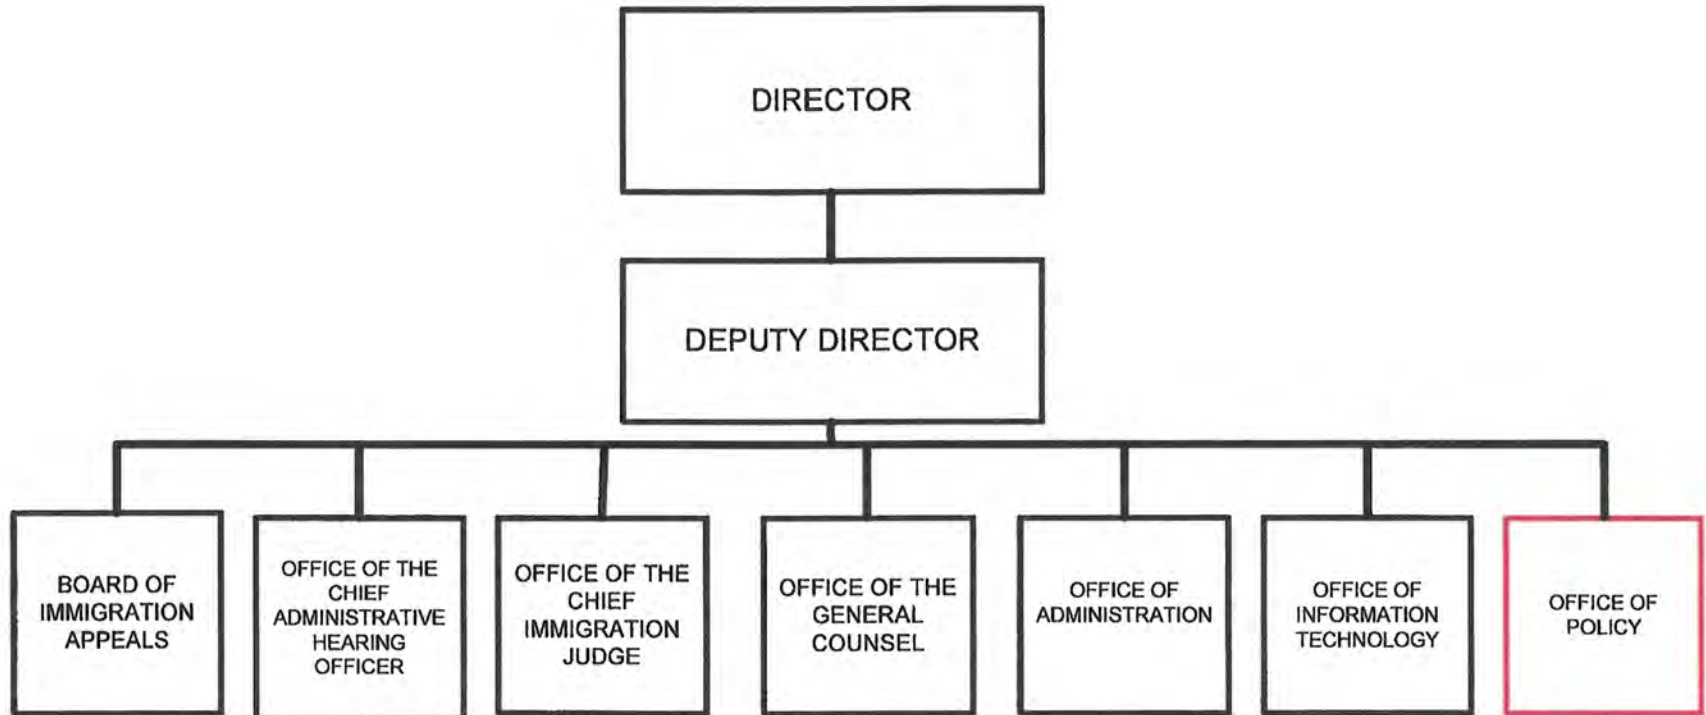 DIRECTOR
DEPUTY DIRECTOR
BOARD OF
IMMIGRATION
APPEALS
OFFICE OF THE
CHIEF
ADMINISTRATIVE
HEARING
OFFICER
OFFICE OF THE
CHIEF
IMMIGRATION
JUDGE
OFFICE OF THE
GENERAL
COUNSEL
OFFICE OF
ADMINISTRATION
OFFICE OF
INFORMATION
TECHNOLOGY
OFFICE OF
POLICY